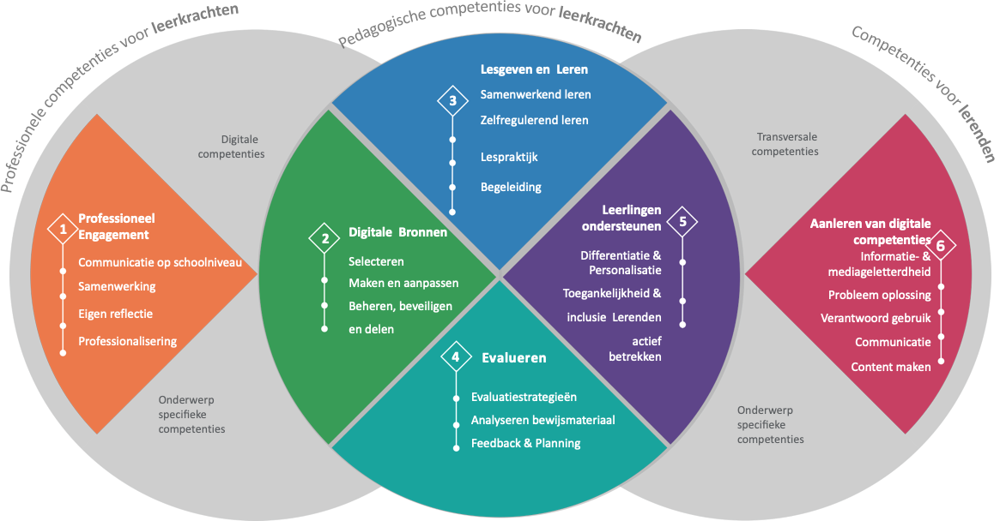 Professionele competenties voor leerkrachten
Pedagogische competenties voor leerkrachten
Competenties voor lerenden
Digitale
competenties
Onderwerp
specifieke
competenties
1
Professioneel
Engagement
Communicatie op schoolniveau
Samenwerking
Eigen reflectie
Professionalisering
2
Digitale Bronnen
Selecteren
Maken en aanpassen
Beheren, beveiligen
en delen
3
Lesgeven en Leren
Samenwerkend leren
Zelfregulerend leren
Lespraktijk
Begeleiding
4
Evalueren
Evaluatiestrategieën
Analyseren bewijsmateriaal
Feedback & Planning
5
Leerlingen
ondersteunen
Differentiatie &
Personalisatie
Toegankelijkheid &
inclusie Lerenden
actief
betrekken
Transversale
competenties
Onderwerp
specifieke
competenties
6
Aanleren van digitale
competenties
Informatie- &
mediageletterdheid
Probleem oplossing
Verantwoord gebruik
Communicatie
Content maken